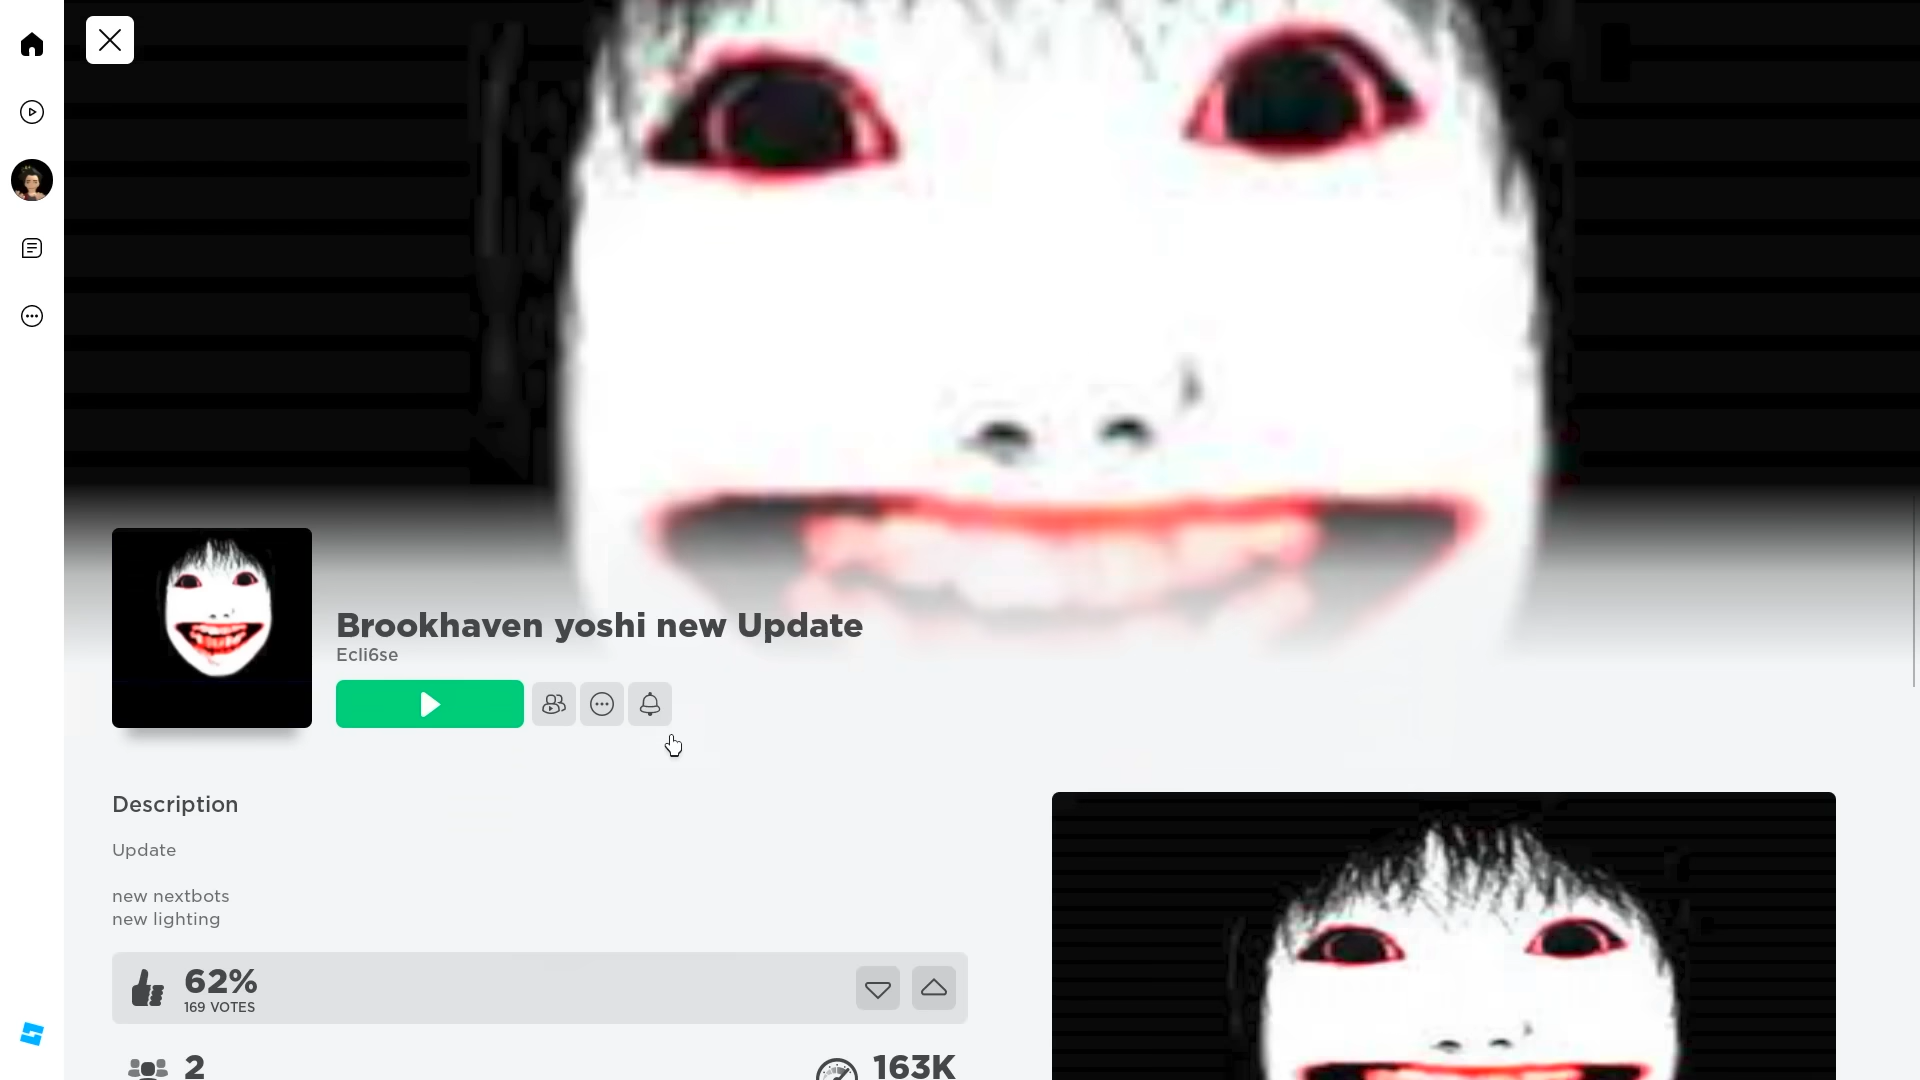 Brookhaven yoshi new Update
Ecli6se
Description
Update
new nextbots
new lighting
62%
169 VOTES
2
163K